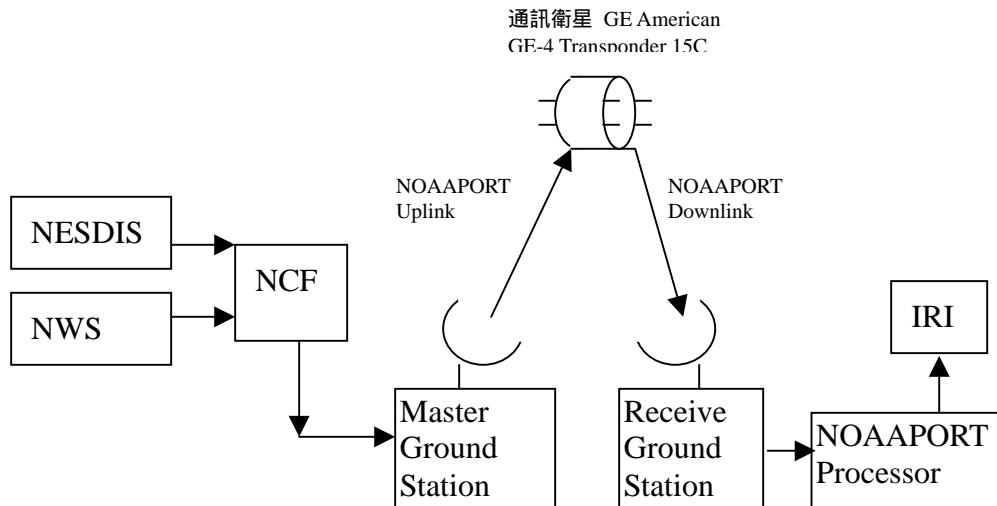 通訊衛星 GE American
GE-4 Transponder 15C
NOAAPORT
Uplink
NOAAPORT
Downlink
NESDIS
NCF
NWS
IRI
Master
Ground
Station
Receive
Ground
Station
NOAAPORT
Processor